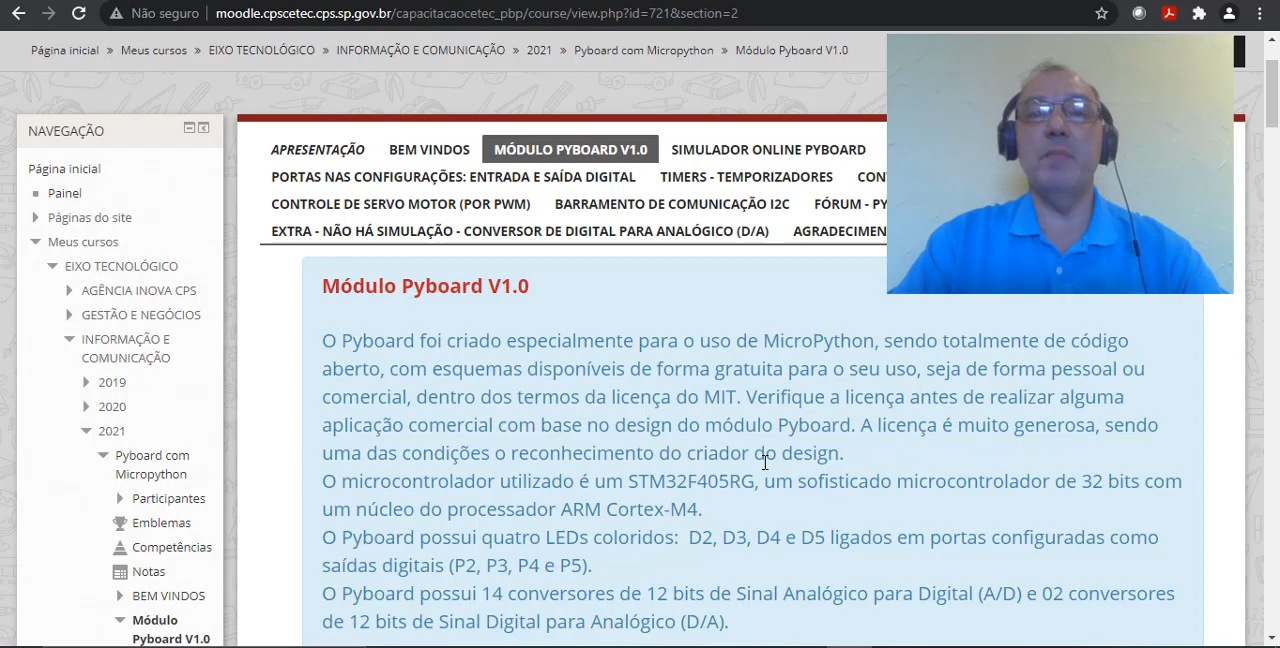 Não seguro
moodle.cpscetec.cps.sp.gov.br/capacitacaocetec_pbp/course/view.php?id=721&section=2
Página inicial » Meus cursos » EIXO TECNOLÓGICO » INFORMAÇÃO E COMUNICAÇÃO » 2021 » Pyboard com Micropython » Módulo Pyboard V1.0
NAVEGAÇÃO
Página inicial
Painel
Páginas do site
Meus cursos
EIXO TECNOLÓGICO
AGÊNCIA INOVA CPS
GESTÃO E NEGÓCIOS
INFORMAÇÃO E
COMUNICAÇÃO
2019
2020
2021
Pyboard com
Micropython
Participantes
Emblemas
Competências
Notas
BEM VINDOS
Módulo
Pyboard V1.0
APRESENTAÇÃO BEM VINDOS MÓDULO PYBOARD V1.0 SIMULADOR ONLINE PYBOARD
PORTAS NAS CONFIGURAÇÕES: ENTRADA E SAÍDA DIGITAL TIMERS - TEMPORIZADORES CON
CONTROLE DE SERVO MOTOR (POR PWM) BARRAMENTO DE COMUNICAÇÃO I2C FÓRUM - PY
EXTRA - NÃO HÁ SIMULAÇÃO - CONVERSOR DE DIGITAL PARA ANALÓGICO (D/A) AGRADECIMEN
Módulo Pyboard V1.0
O Pyboard foi criado especialmente para o uso de MicroPython, sendo totalmente de código
aberto, com esquemas disponíveis de forma gratuita para o seu uso, seja de forma pessoal ou
comercial, dentro dos termos da licença do MIT. Verifique a licença antes de realizar alguma
aplicação comercial com base no design do módulo Pyboard. A licença é muito generosa, sendo
uma das condições o reconhecimento do criador do design.
O microcontrolador utilizado é um STM32F405RG, um sofisticado microcontrolador de 32 bits com
um núcleo do processador ARM Cortex-M4.
O Pyboard possui quatro LEDs coloridos: D2, D3, D4 e D5 ligados em portas configuradas como
saídas digitais (P2, P3, P4 e P5).
O Pyboard possui 14 conversores de 12 bits de Sinal Analógico para Digital (A/D) e 02 conversores
de 12 bits de Sinal Digital para Analógico (D/A).